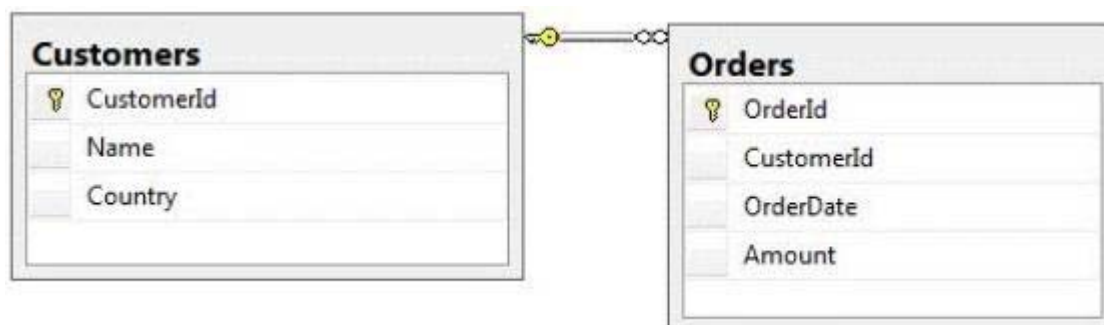 Customers
CustomerId
Name
Country
Orders
OrderId
CustomerId
OrderDate
Amount